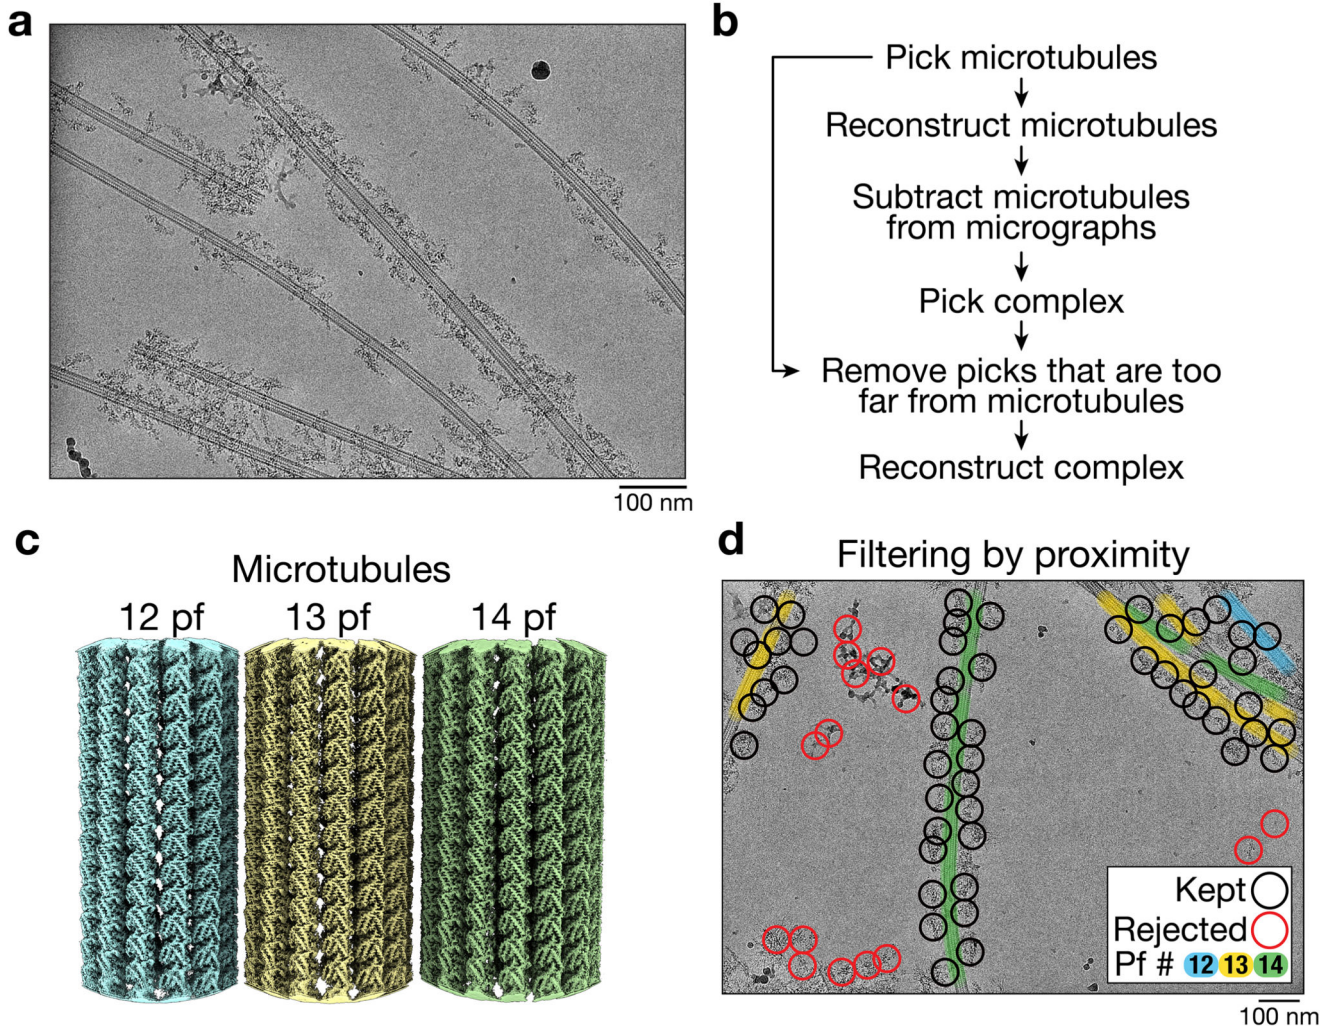 a
100 nm
b
Pick microtubules
Reconstruct microtubules
Subtract microtubules
from micrographs
Pick complex
Remove picks that are too
far from microtubules
Reconstruct complex
c
Microtubules
12 pf
13 pf
14 pf
d
Filtering by proximity
Kept
Rejected
Pf # 12 13 14
100 nm